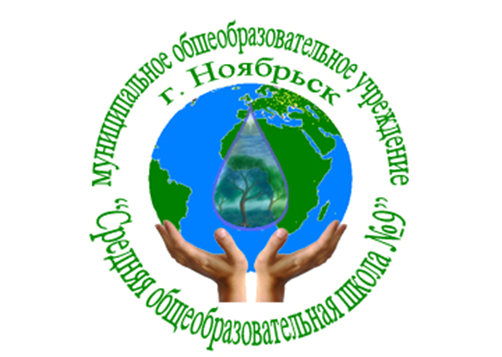 муниципальное общеобразовательное учреждение
г. Ноябрьск
"Средняя общеобразовательная школа №9"